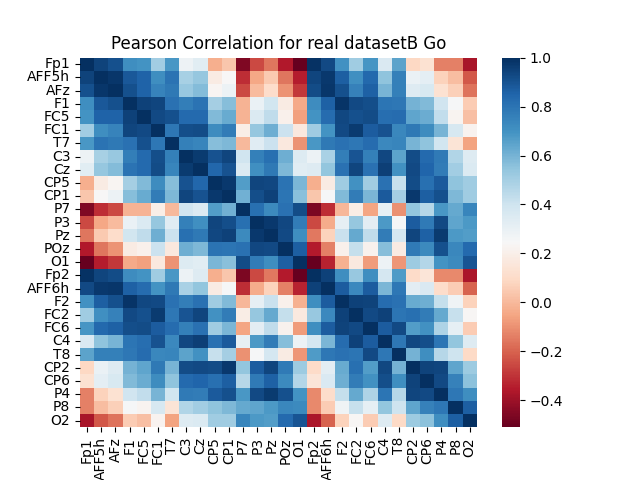 Pearson Correlation for real datasetB Go
Fp1
AFF5h
AFz
F1
FC5
FC1
T7
C3
Cz
CP5
CP1
P7
P3
Pz
POz
O1
Fp2
AFF6h
F2
FC2
FC6
C4
T8
CP2
CP6
P4
P8
O2
1.0
0.8
0.6
0.4
0.2
0.0
−0.2
−0.4
Fp1
AFF5h
AFz
F1
FC5
FC1
T7
C3
Cz
CP5
CP1
P7
P3
Pz
POz
O1
Fp2
AFF6h
F2
FC2
FC6
C4
T8
CP2
CP6
P4
P8
O2